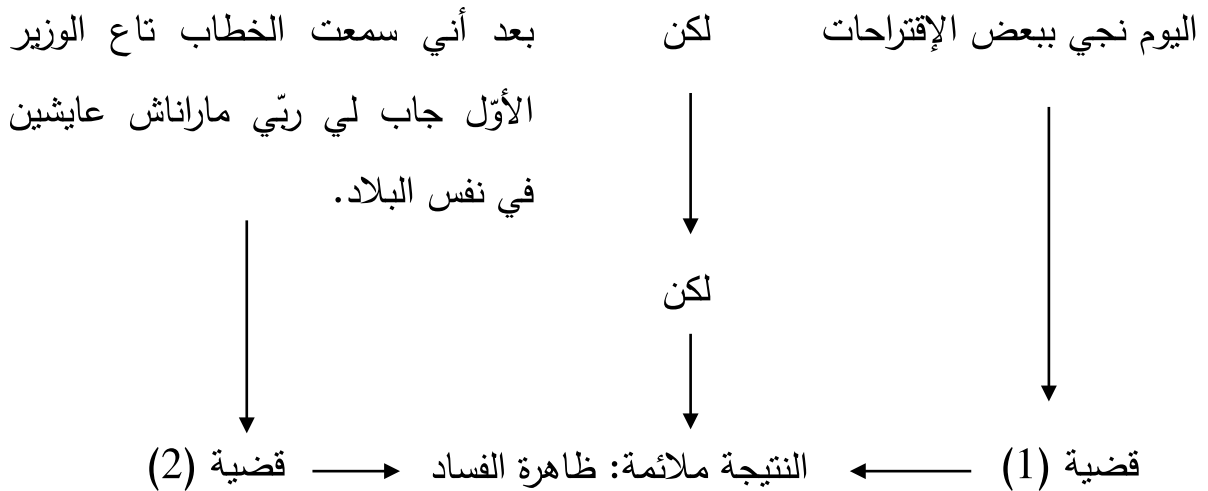 اليوم نجي ببعض الإقتراحات
لكن
بعد أني سمعت الخطاب تاع الوزير
الأوّل جاب لي ربّي ماراناش عايشين
في نفس البلاد.
لكن
قضية (1)
النتيجة ملائمة: ظاهرة الفساد
قضية (2)